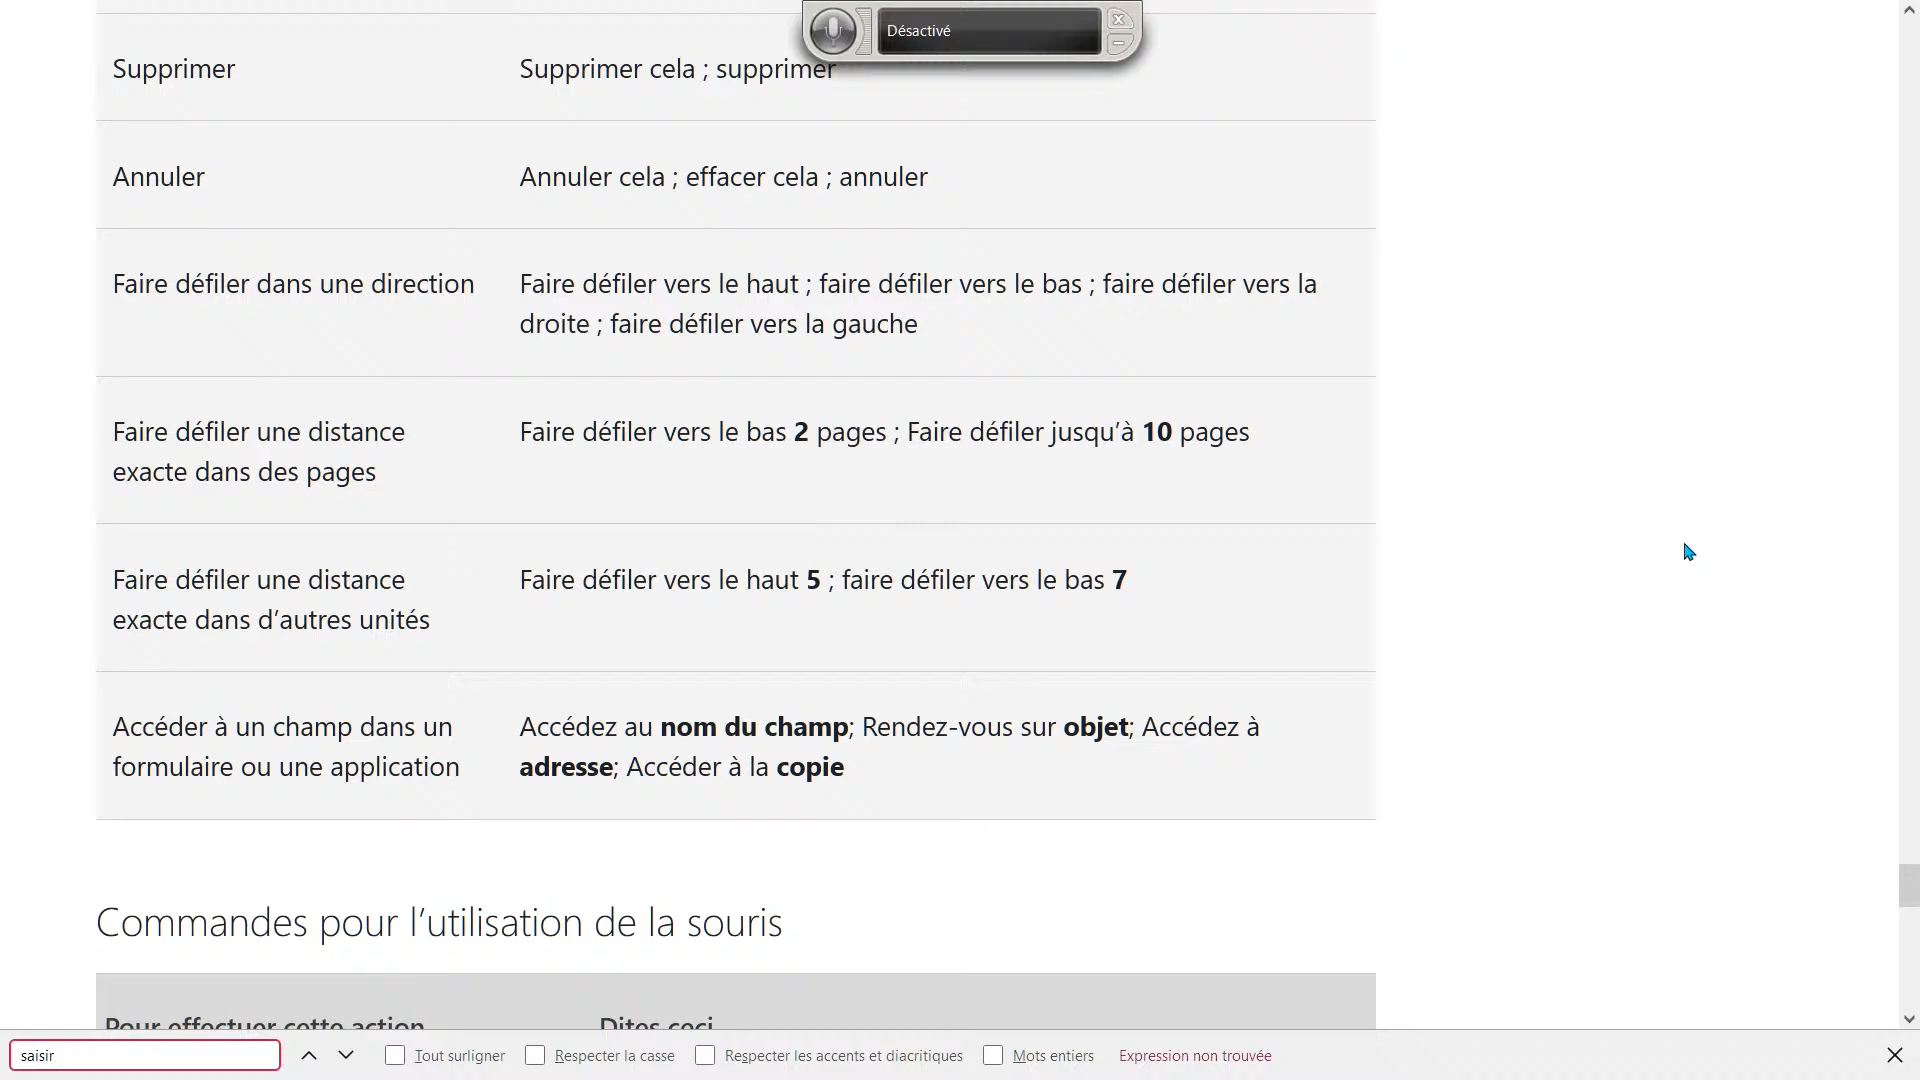 Désactivé
Supprimer
Supprimer cela ; supprimer
Annuler
Annuler cela ; effacer cela ; annuler
Faire défiler dans une direction
Faire défiler vers le haut ; faire défiler vers le bas ; faire défiler vers la
droite ; faire défiler vers la gauche
Faire défiler une distance
exacte dans des pages
Faire défiler vers le bas 2 pages ; Faire défiler jusqu’à 10 pages
Faire défiler une distance
exacte dans d’autres unités
Faire défiler vers le haut 5 ; faire défiler vers le bas 7
Accéder à un champ dans un
formulaire ou une application
Accédez au nom du champ; Rendez-vous sur objet; Accédez à
adresse; Accéder à la copie
Commandes pour l’utilisation de la souris
Pour effectuer cette action
Dites ceci
saisir
Tout surligner
Respecter la casse
Respecter les accents et diacritiques
Mots entiers
Expression non trouvée